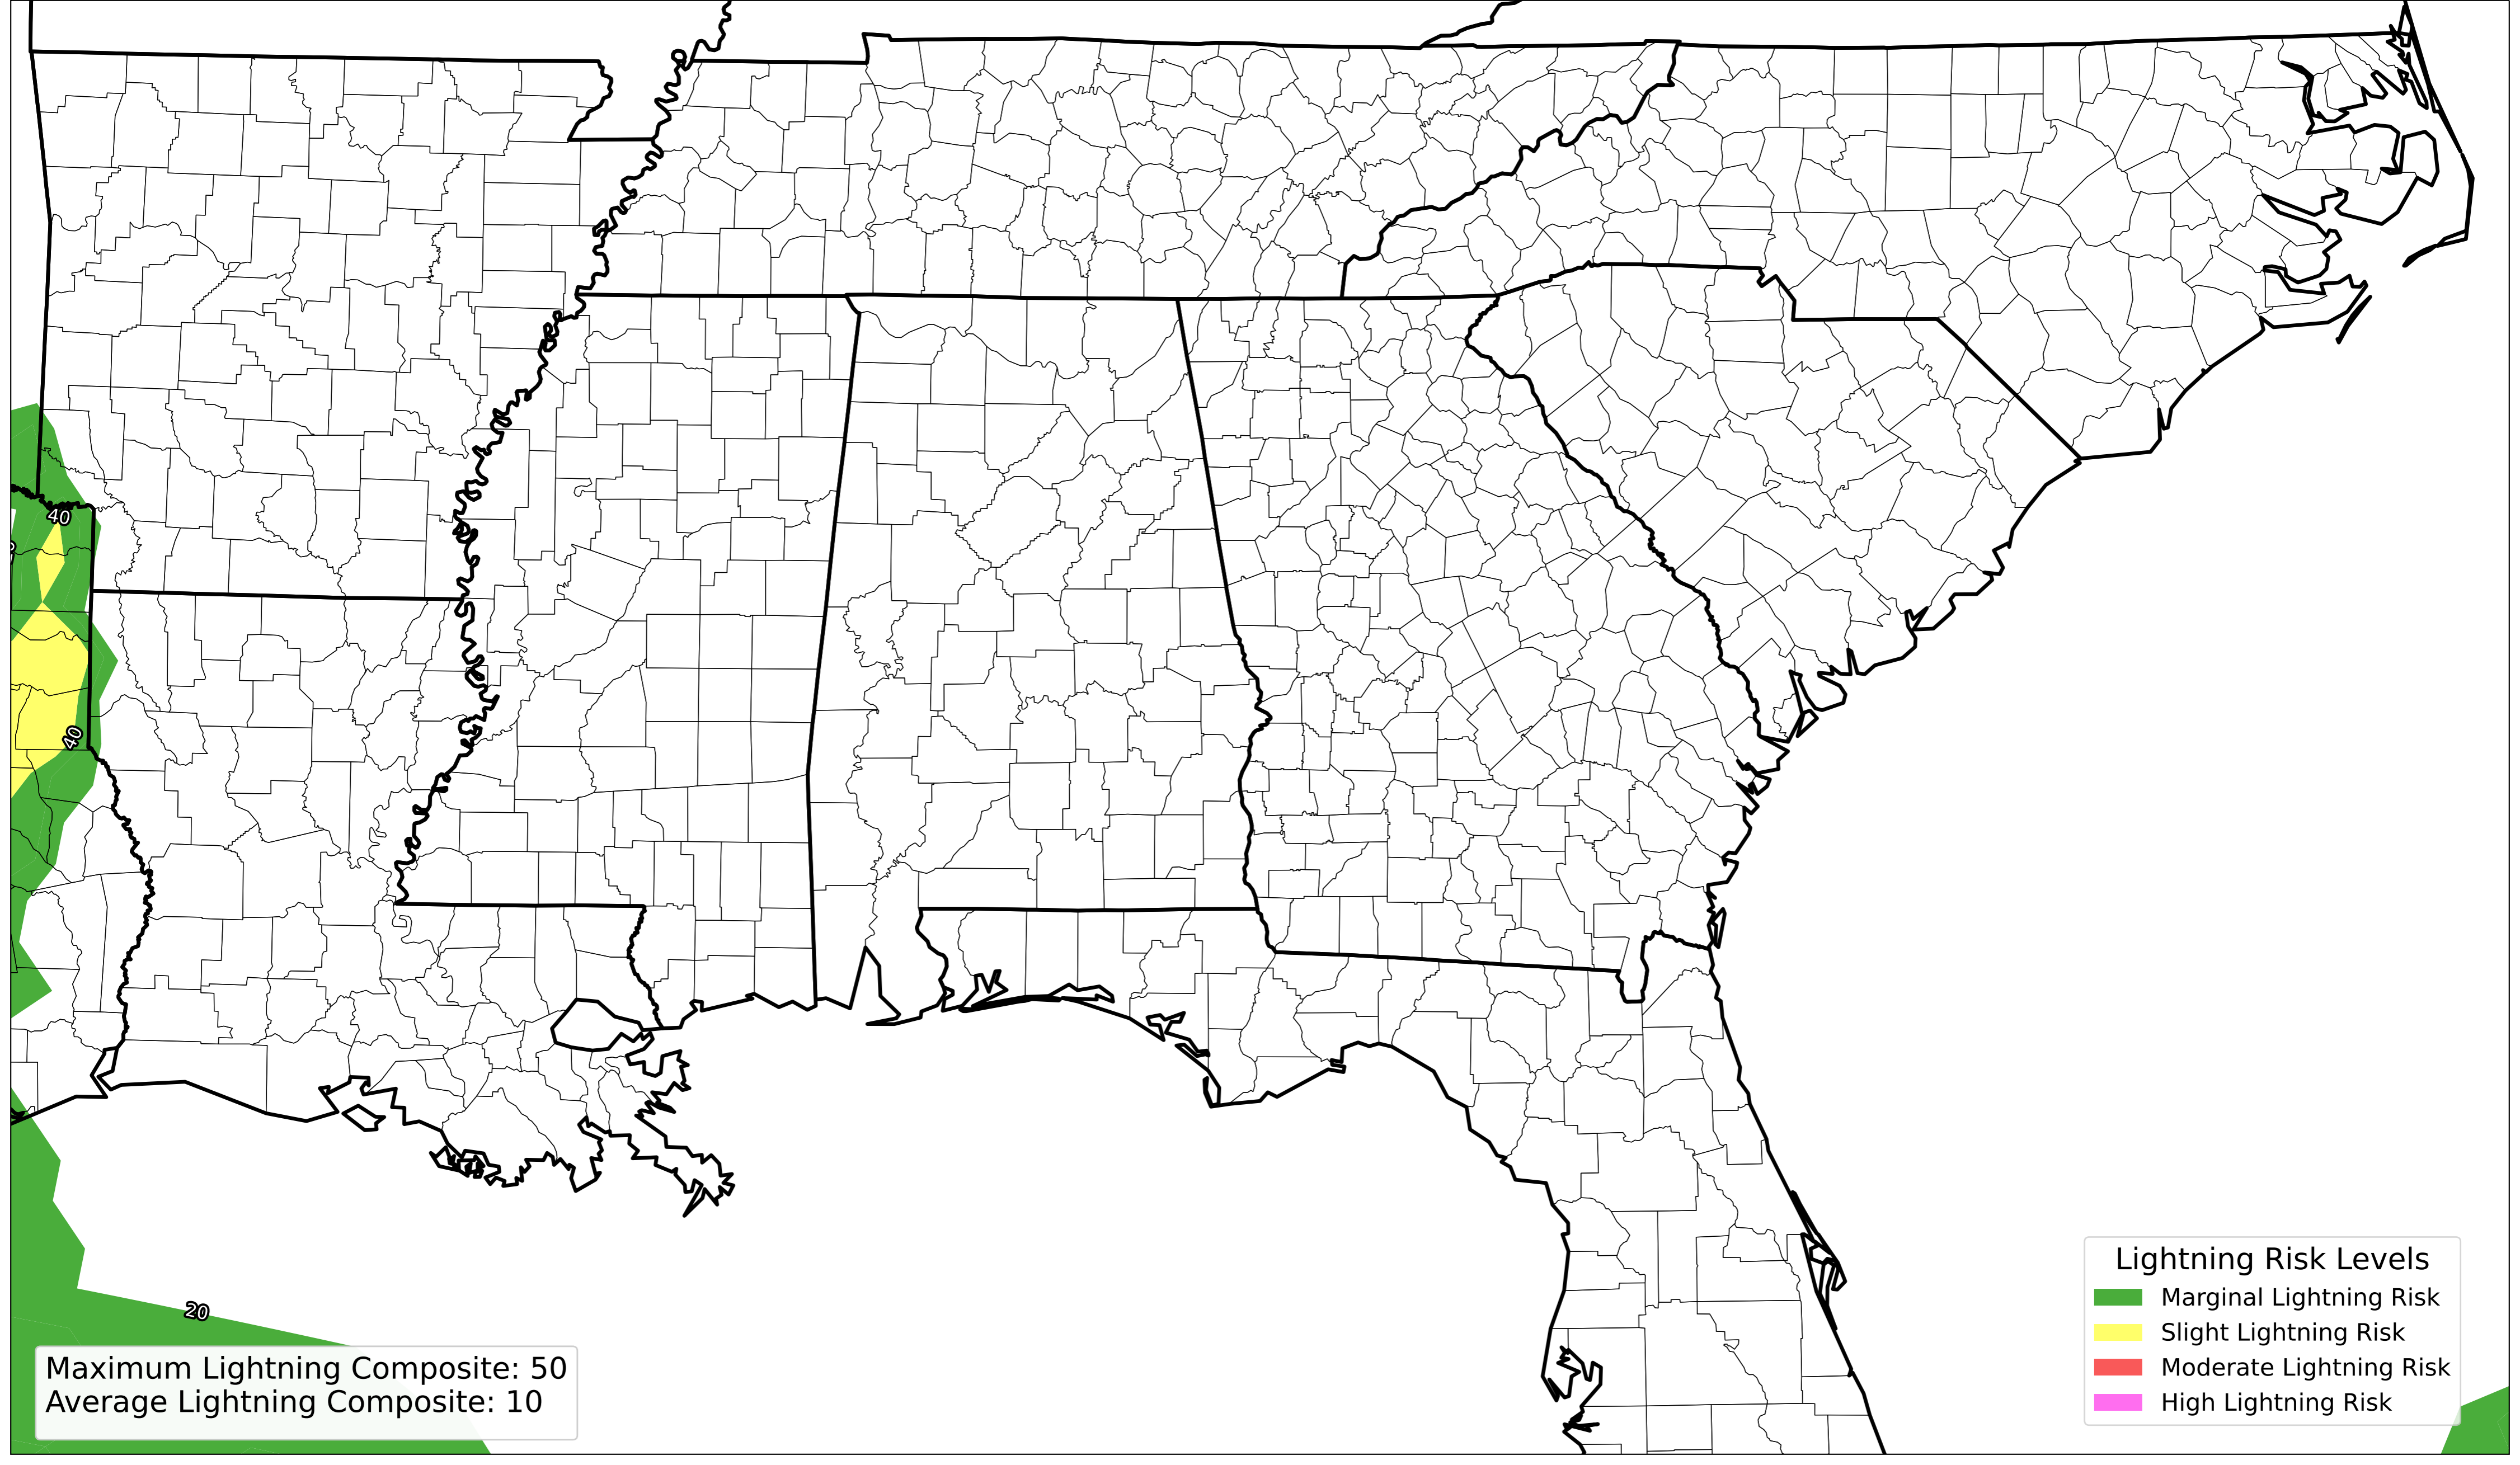 40
40
20
Maximum Lightning Composite: 50
Average Lightning Composite: 10
Lightning Risk Levels
Marginal Lightning Risk
Slight Lightning Risk
Moderate Lightning Risk
High Lightning Risk